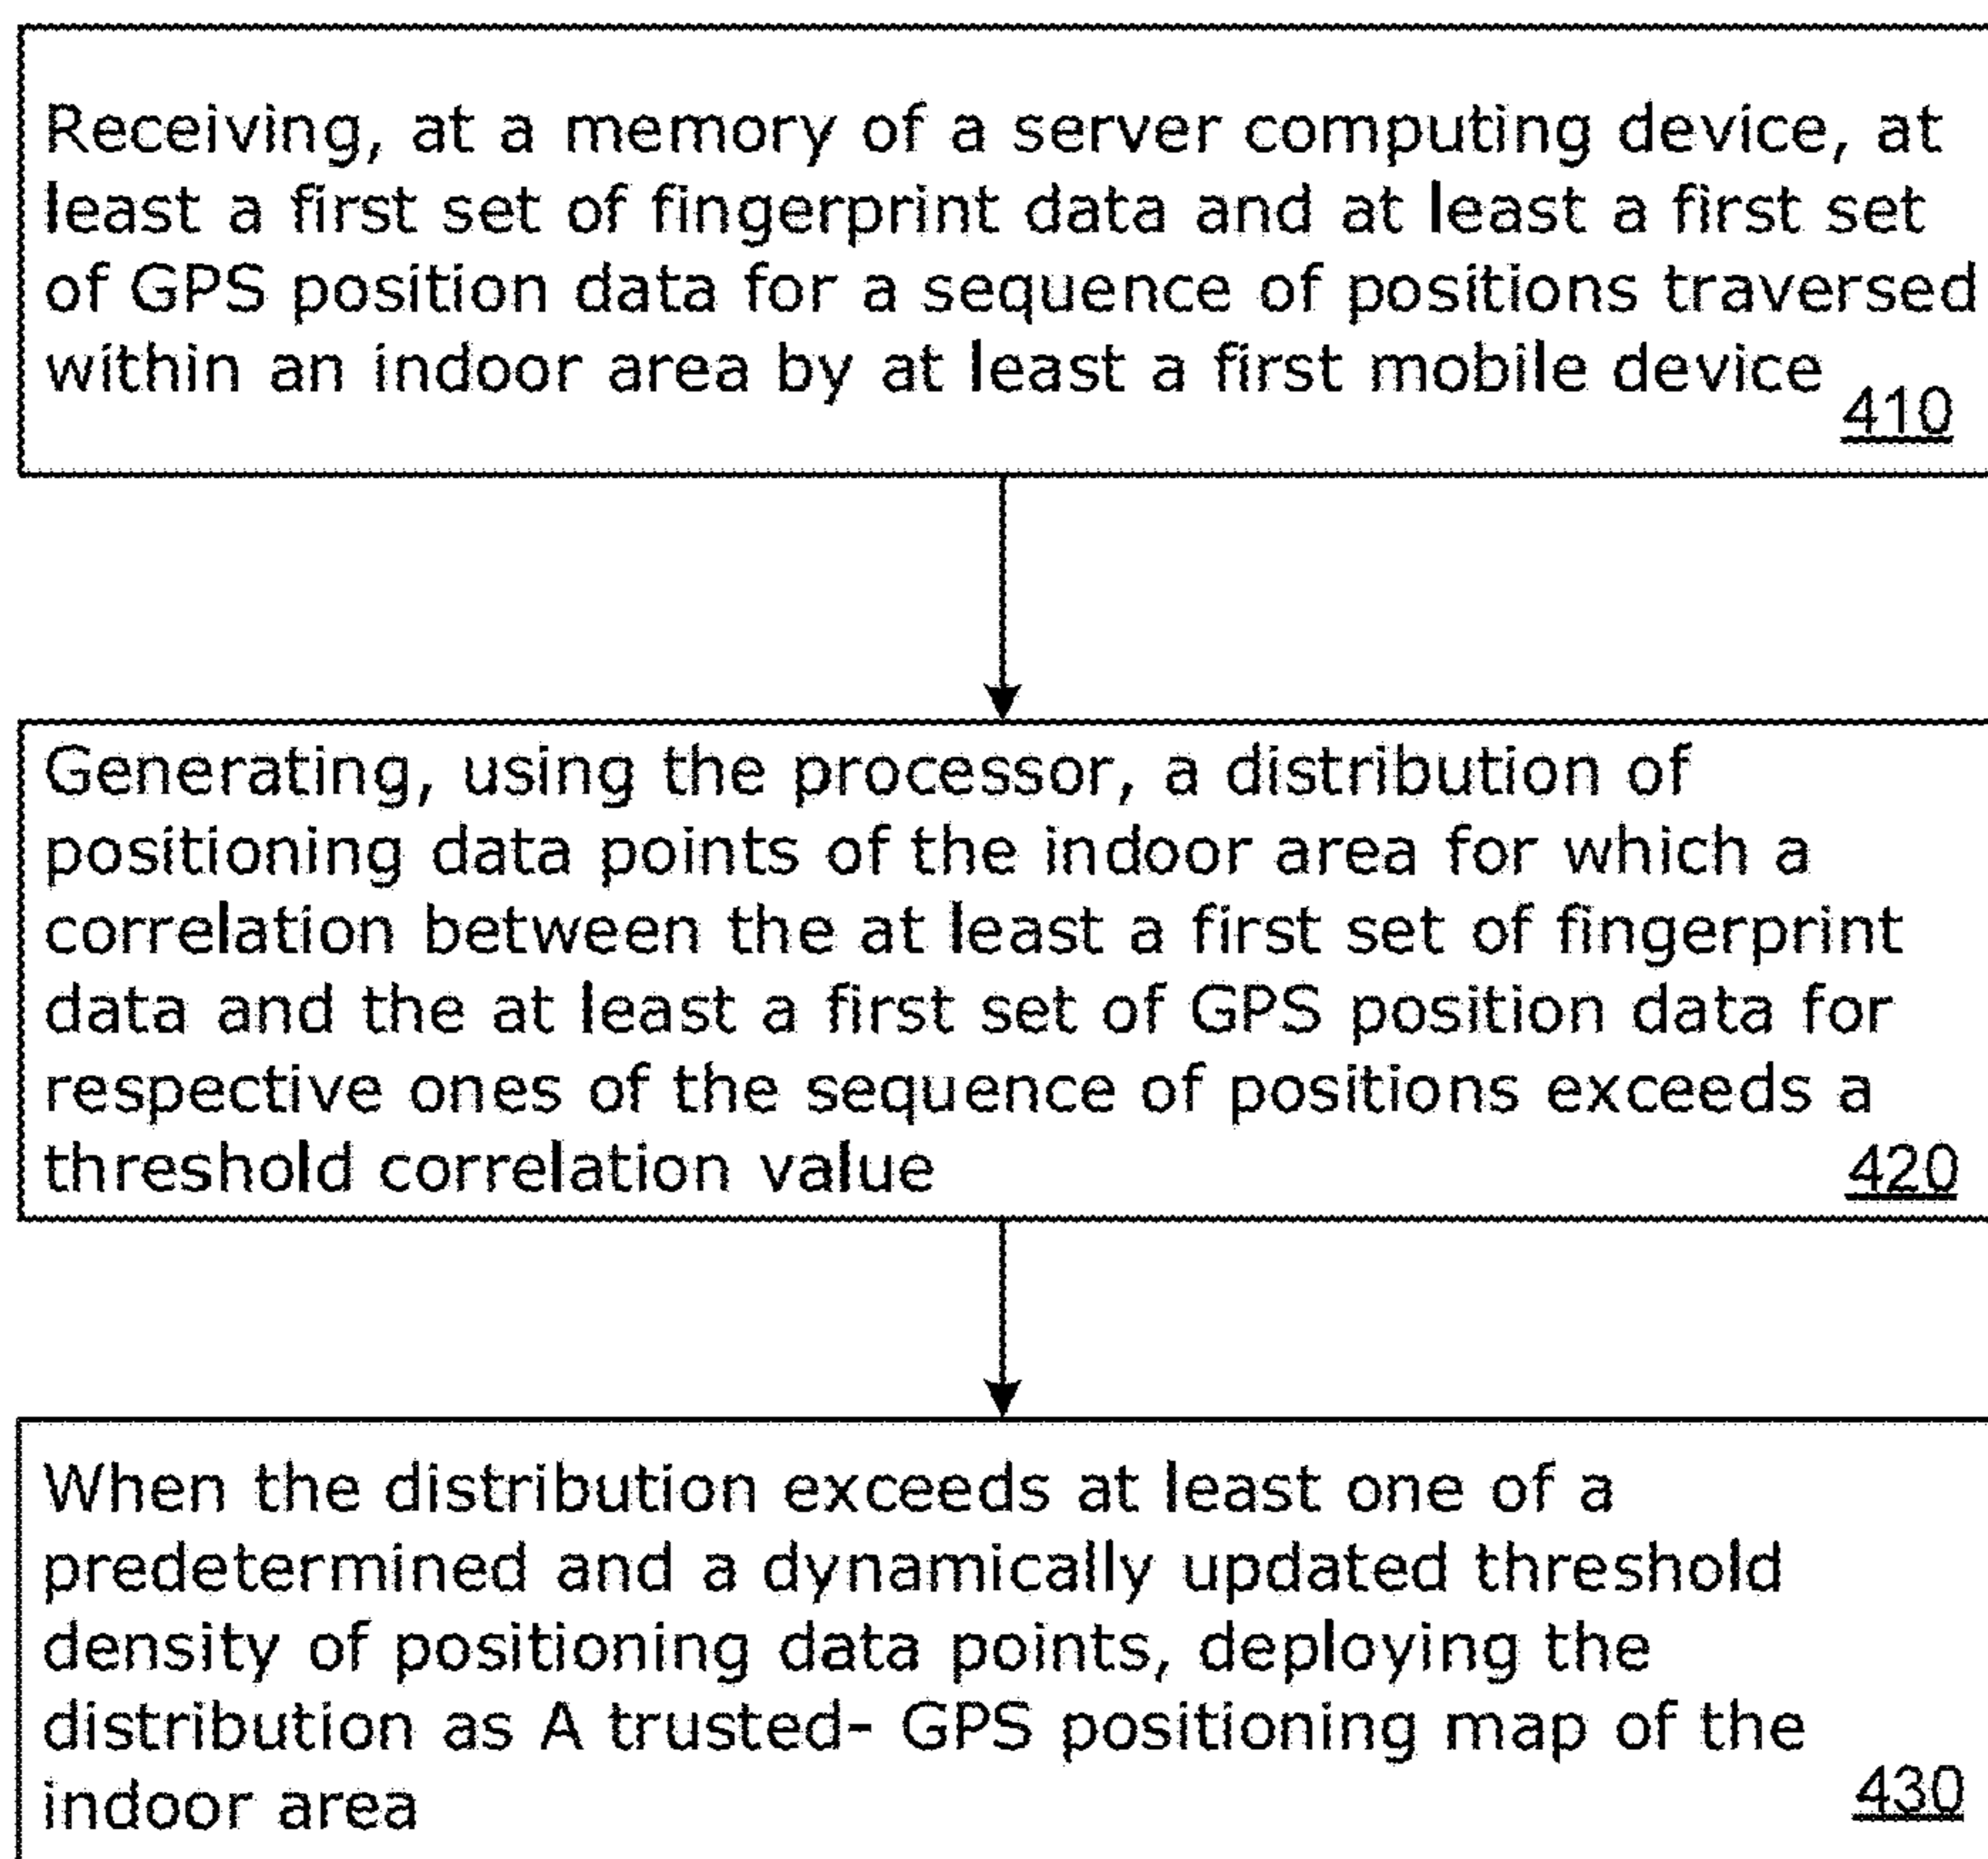 Receiving, at a memory of a server computing device, at
least a first set of fingerprint data and at least a first set
of GPS position data for a sequence of positions traversed
within an indoor area by at least a first mobile device
410
Generating, using the processor, a distribution of
positioning data points of the indoor area for which a
correlation between the at least a first set of fingerprint
data and the at least a first set of GPS position data for
respective ones of the sequence of positions exceeds a
threshold correlation value
420
When the distribution exceeds at least one of a
predetermined and a dynamically updated threshold
density of positioning data points, deploying the
distribution as A trusted- GPS positioning map of the
indoor area
430